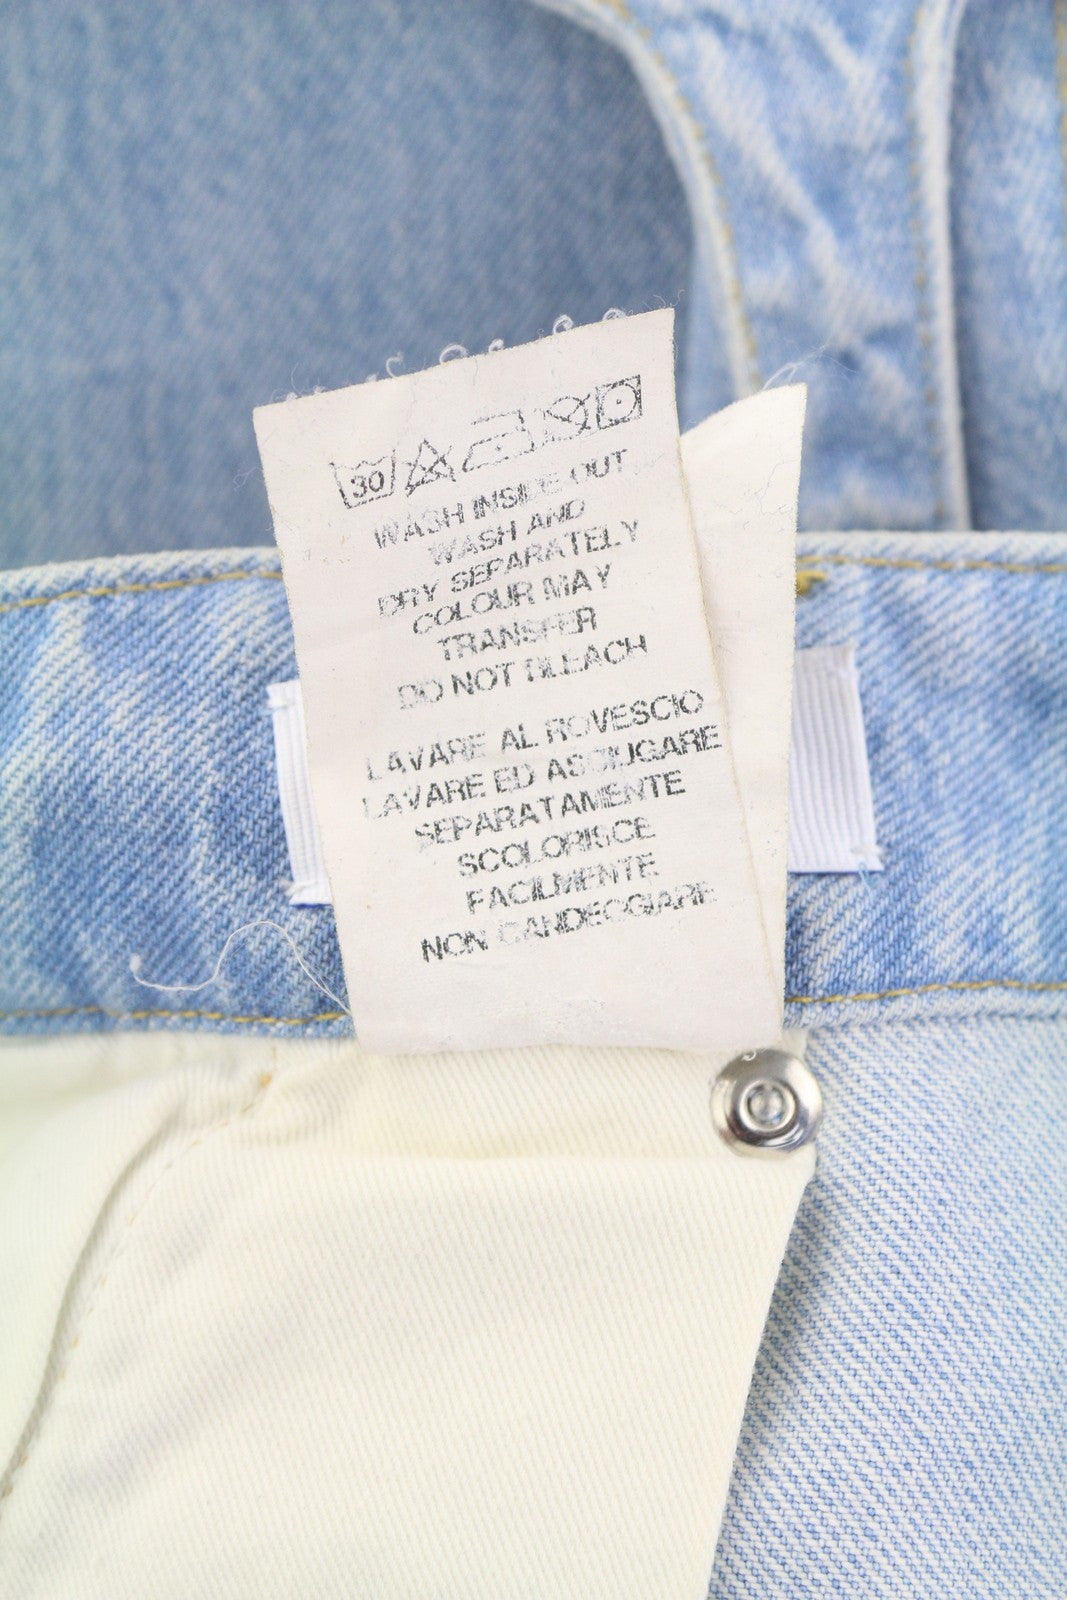 30
WASH INSIDE OUT
WASH AND
DRY SEPARATELY
COLOUR MAY
TRANSFER
DO NOT BLEACH
LAVARE AL ROVESCIO
LAVARE ED ASCIUGARE
SEPARATAMENTE
SCOLORISCE
FACILMENTE
NON CANDEGGIARE